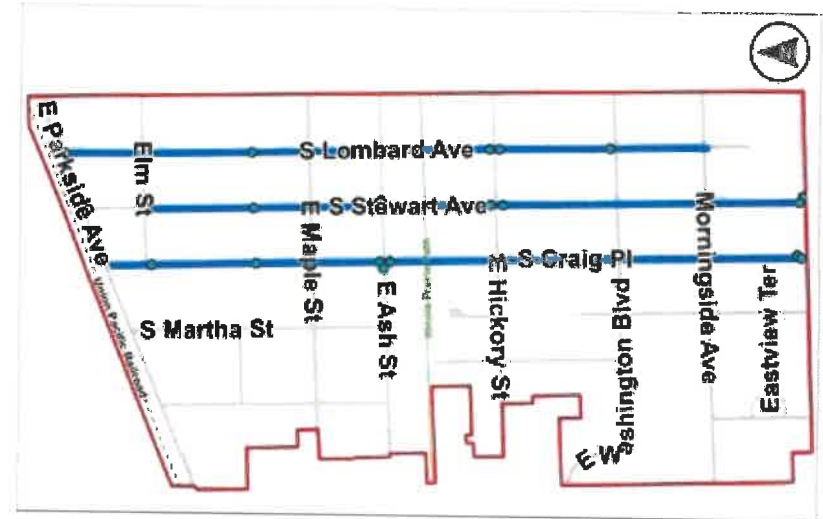 E Parkside Ave
Elm St
S Lombard Ave
E Maple St
S Stewart Ave
Morningside Ave
S Craig Pl
E Hickory St
E Ash St
Washington Blvd
Eastview Ter
S Martha St
Union Pacific Railroad
E W